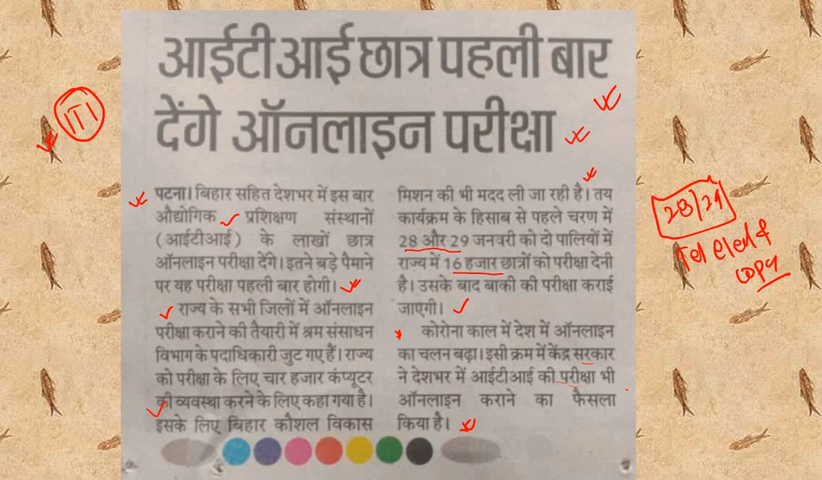 आईटीआई छात्र पहली बार
देंगे ऑनलाइन परीक्षा
पटना। बिहार सहित देशभर में इस बार
औद्योगिक प्रशिक्षण संस्थानों
(आईटीआई) के लाखों छात्र
ऑनलाइन परीक्षा देंगे। इतने बड़े पैमाने
पर यह परीक्षा पहली बार होगी।
राज्य के सभी जिलों में ऑनलाइन
परीक्षा कराने की तैयारी में श्रम संसाधन
विभाग के पदाधिकारी जुट गए हैं। राज्य
को परीक्षा के लिए चार हजार कंप्यूटर
की व्यवस्था करने के लिए कहा गया है।
इसके लिए बिहार कौशल विकास
मिशन की भी मदद ली जा रही है। तय
कार्यक्रम के हिसाब से पहले चरण में
28 और 29 जनवरी को दो पालियों में
राज्य में 16 हजार छात्रों को परीक्षा देनी
है। उसके बाद बाकी की परीक्षा कराई
जाएगी।
कोरोना काल में देश में ऑनलाइन
का चलन बढ़ा। इसी क्रम में केंद्र सरकार
ने देशभर में आईटीआई की परीक्षा भी
ऑनलाइन कराने का फैसला
किया है।
ITI
copy